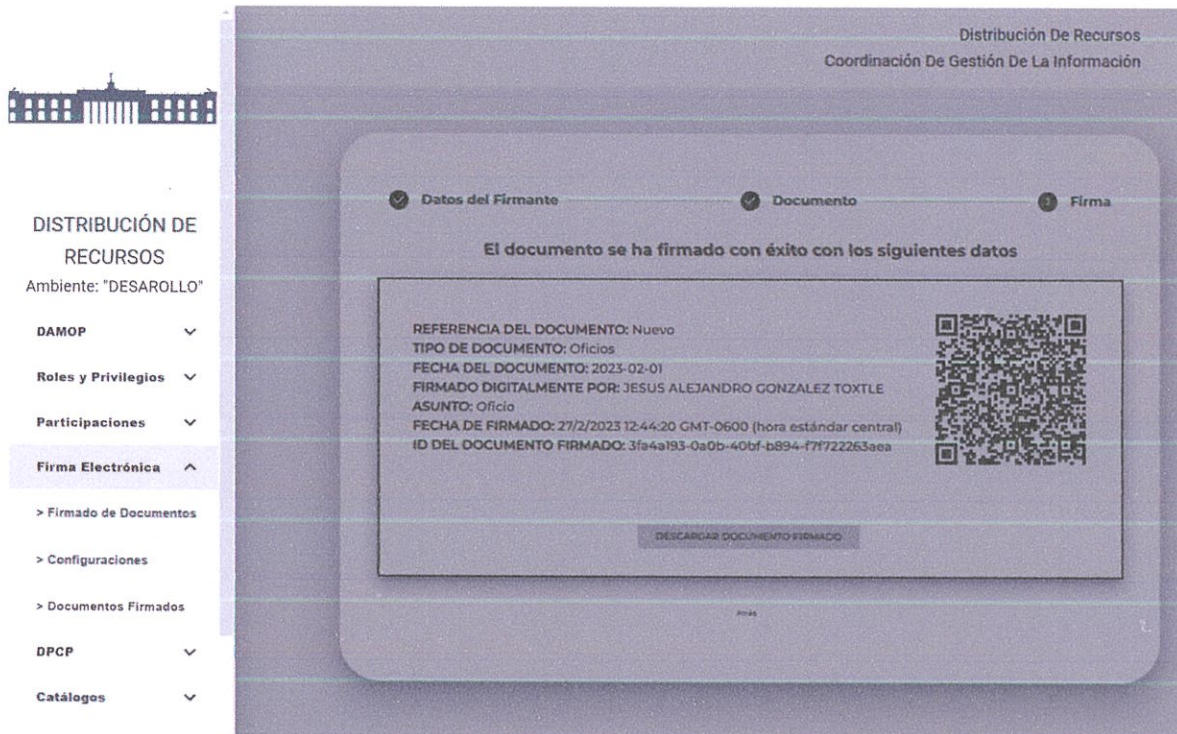 Distribución De Recursos
Coordinación De Gestión De La Información
DISTRIBUCIÓN DE
RECURSOS
Ambiente: "DESAROLLO"
DAMOP
Roles y Privilegios
Participaciones
Firma Electrónica
> Firmado de Documentos
> Configuraciones
> Documentos Firmados
DPCP
Catálogos
Datos del Firmante
Documento
Firma
El documento se ha firmado con éxito con los siguientes datos
REFERENCIA DEL DOCUMENTO: Nuevo
TIPO DE DOCUMENTO: Oficios
FECHA DEL DOCUMENTO: 2023-02-01
FIRMADO DIGITALMENTE POR: JESUS ALEJANDRO GONZALEZ TOXTLE
ASUNTO: Oficio
FECHA DE FIRMADO: 27/2/2023 12:44:20 GMT-0600 (hora estándar central)
ID DEL DOCUMENTO FIRMADO: 3fa4a193-0a0b-40bf-b894-f7f722263aea
DESCARGAR DOCUMENTO FIRMADO
Atrás